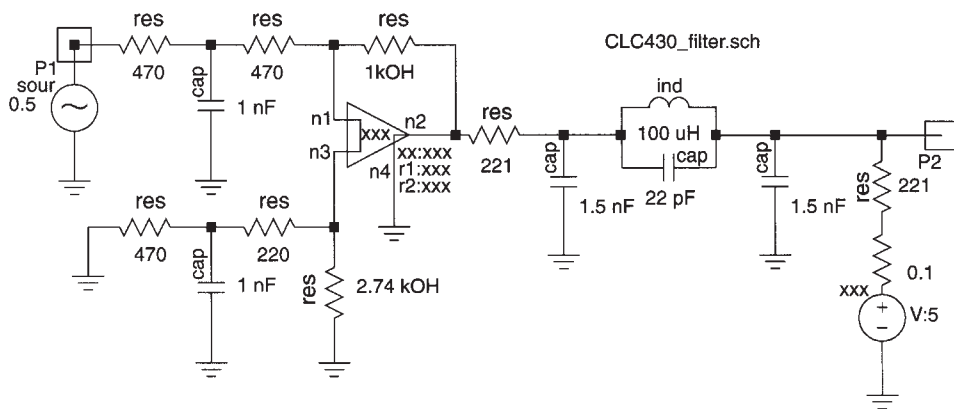 res
res
res
CLC430_filter.sch
P1
sour
0.5
470
cap
1 nF
470
1kOH
ind
n1
xxx
n2
n3
n4
xx:xxx
r1:xxx
r2:xxx
res
221
cap
1.5 nF
100 uH
cap
22 pF
cap
1.5 nF
P2
res
221
0.1
xxx
+
–
V:5
res
res
470
cap
1 nF
220
res
2.74 kOH